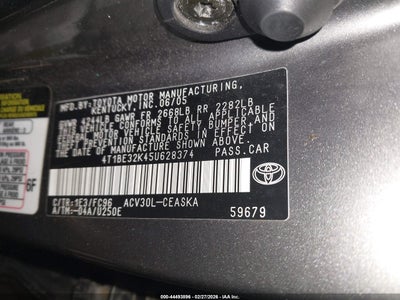 MFD.BY:TOYOTA MOTOR MANUFACTURING,
KENTUCKY, INC. 06/05
GVWR 4244LB GAWR FR 2668LB RR 2282LB
THIS VEHICLE CONFORMS TO ALL APPLICABLE
FEDERAL MOTOR VEHICLE SAFETY, BUMPER, AND
THEFT PREVENTION STANDARDS IN EFFECT ON
THE DATE OF MANUFACTURE SHOWN ABOVE.
4T1BE32K45U628374 PASS.CAR
C/TR:1E3/FC96 ACV30L-CEASKA
A/TM:-04A/U250E 59679
TOYOTA
6F
000-44493096 - 02/27/2026 - IAA Inc.